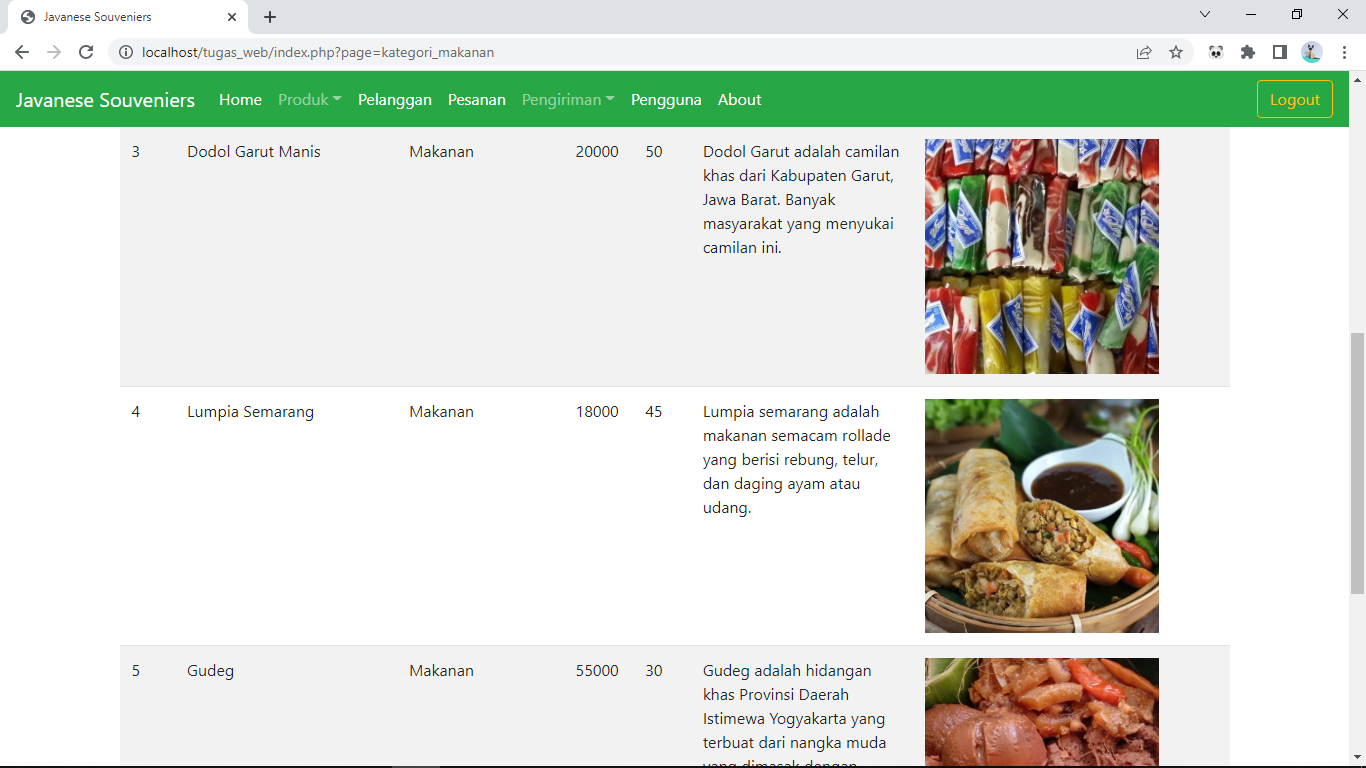 Javanese Souveniers
localhost/tugas_web/index.php?page=kategori_makanan
Javanese Souveniers Home Produk Pelanggan Pesanan Pengiriman Pengguna About Logout
3 Dodol Garut Manis Makanan 20000 50 Dodol Garut adalah camilan
khas dari Kabupaten Garut,
Jawa Barat. Banyak
masyarakat yang menyukai
camilan ini.
4 Lumpia Semarang Makanan 18000 45 Lumpia semarang adalah
makanan semacam rollade
yang berisi rebung, telur,
dan daging ayam atau
udang.
5 Gudeg Makanan 55000 30 Gudeg adalah hidangan
khas Provinsi Daerah
Istimewa Yogyakarta yang
terbuat dari nangka muda
yang dimasak dengan